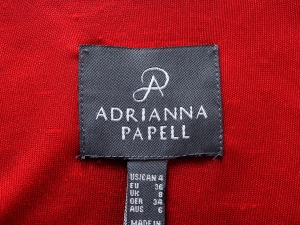 ADRIANNA
PAPELL
US/CAN 4
EU 36
UK 8
GER 34
AUS 6
MADE IN